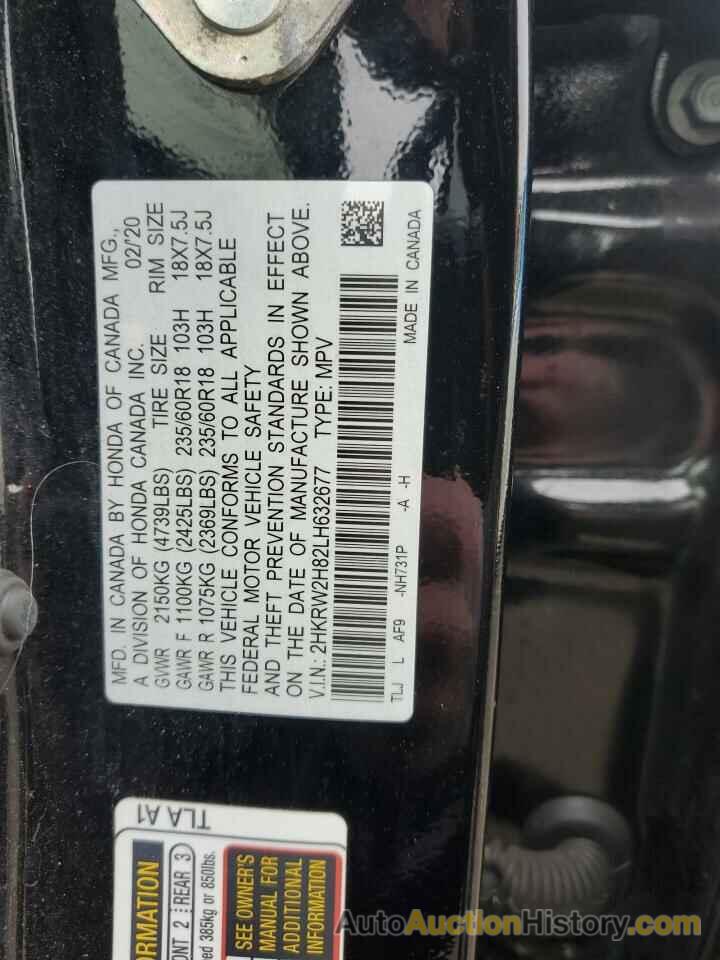 MFD. IN CANADA BY HONDA OF CANADA MFG.,
A DIVISION OF HONDA CANADA INC. 02/'20
GVWR 2150KG (4739LBS) TIRE SIZE RIM SIZE
GAWR F 1100KG (2425LBS) 235/60R18 103H 18X7.5J
GAWR R 1075KG (2369LBS) 235/60R18 103H 18X7.5J
THIS VEHICLE CONFORMS TO ALL APPLICABLE
FEDERAL MOTOR VEHICLE SAFETY
AND THEFT PREVENTION STANDARDS IN EFFECT
ON THE DATE OF MANUFACTURE SHOWN ABOVE.
V.I.N.: 2HKRW2H82LH632677 TYPE: MPV
TLJ L AF9 -NH731P -A -H MADE IN CANADA
TLA A1
ORMATION
ONT 2 REAR 3
ed 385kg or 850lbs.
SEE OWNER'S
MANUAL FOR
ADDITIONAL
INFORMATION
AutoAuctionHistory.com